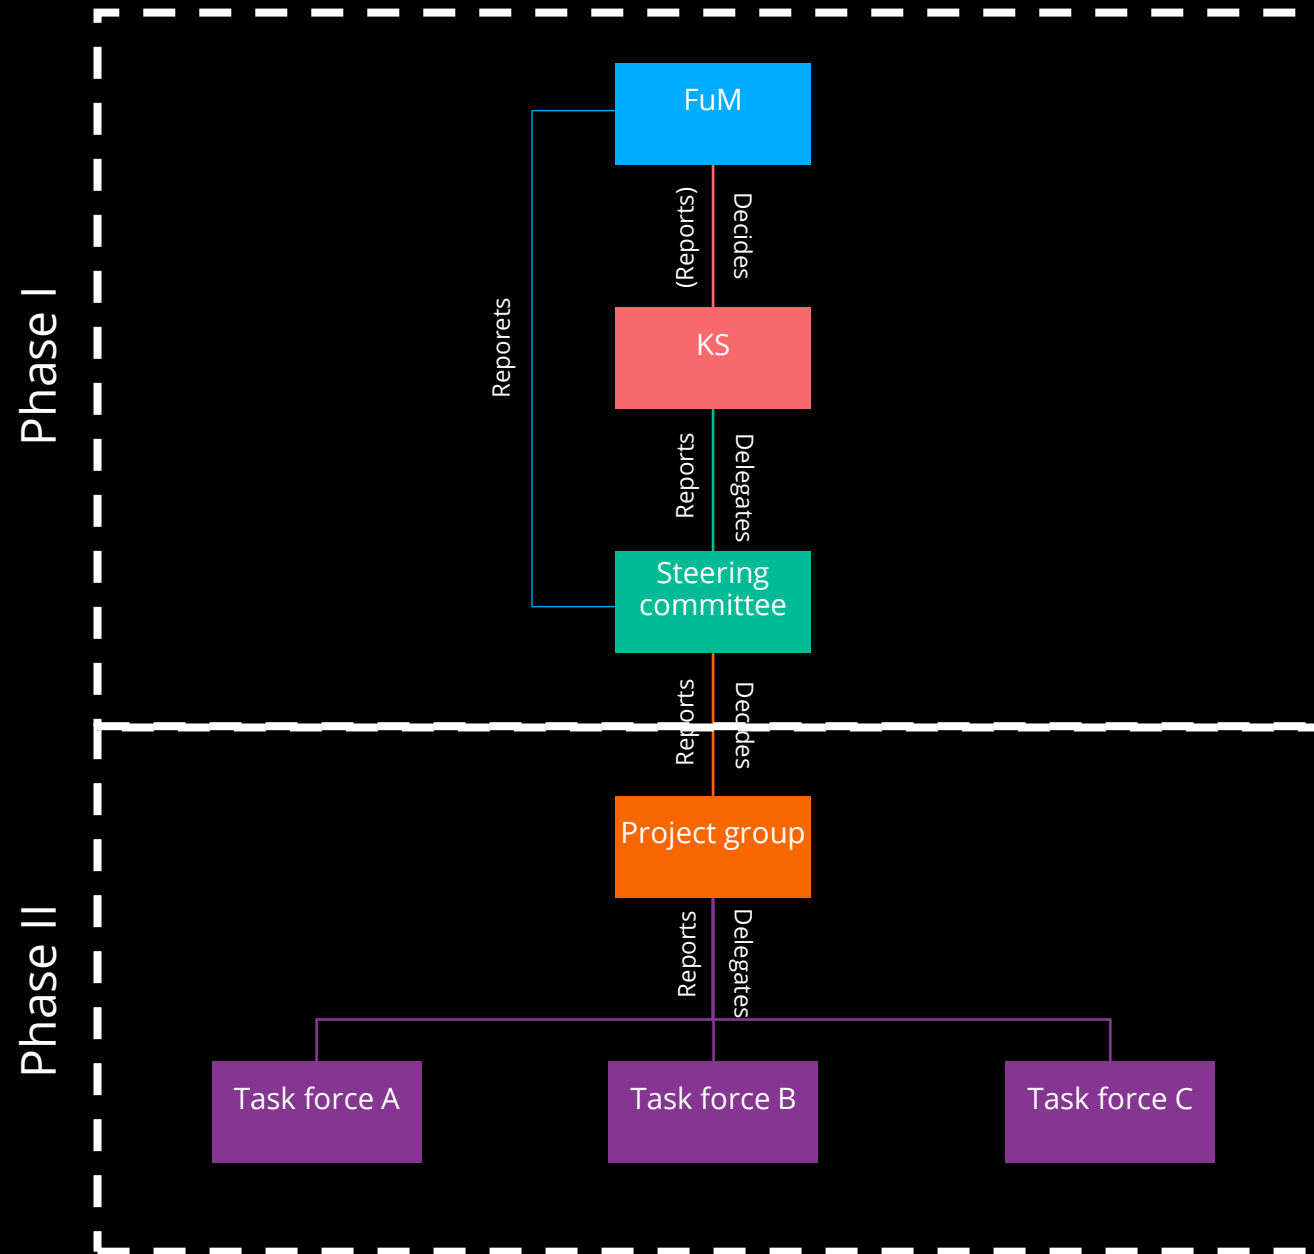 Phase I
FuM
(Reports)
Decides
Reporets
KS
Reports
Delegates
Steering
committee
Reports
Decides
Phase II
Project group
Reports
Delegates
Task force A
Task force B
Task force C